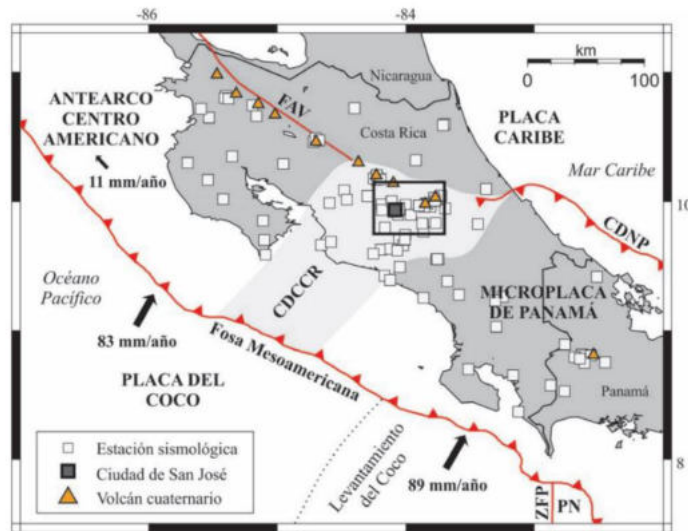 -86
-84
Nicaragua
km
0
100
FAV
ANTEARCO
CENTRO
AMERICANO
11 mm/año
Costa Rica
PLACA
CARIBE
Mar Caribe
10
CDNP
Océano
Pacífico
CDCCR
MICROPLACA
DE PANAMÁ
83 mm/año
Fosa Mesoamericana
PLACA DEL
COCO
Panamá
Estación sismológica
Ciudad de San José
Volcán cuaternario
Levantamiento
del Coco
89 mm/año
8
ZFP
PN